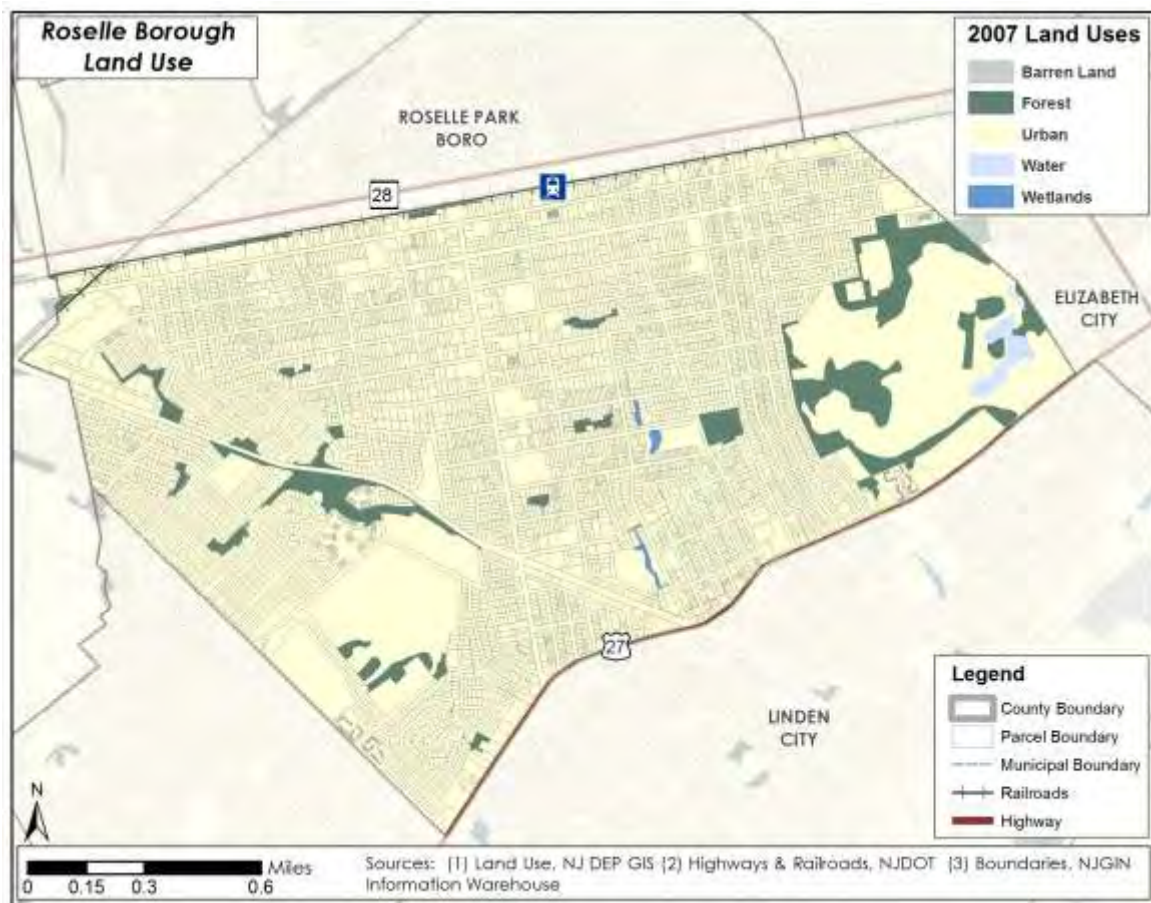 Roselle Borough
Land Use
2007 Land Uses
Barren Land
Forest
Urban
Water
Wetlands
ROSELLE PARK
BORO
28
ELIZABETH
CITY
27
LINDEN
CITY
Legend
County Boundary
Parcel Boundary
Municipal Boundary
Railroads
Highway
N
Miles
0 0.15 0.3 0.6
Sources: (1) Land Use, NJ DEP GIS (2) Highways & Railroads, NJDOT (3) Boundaries, NJGIN
Information Warehouse